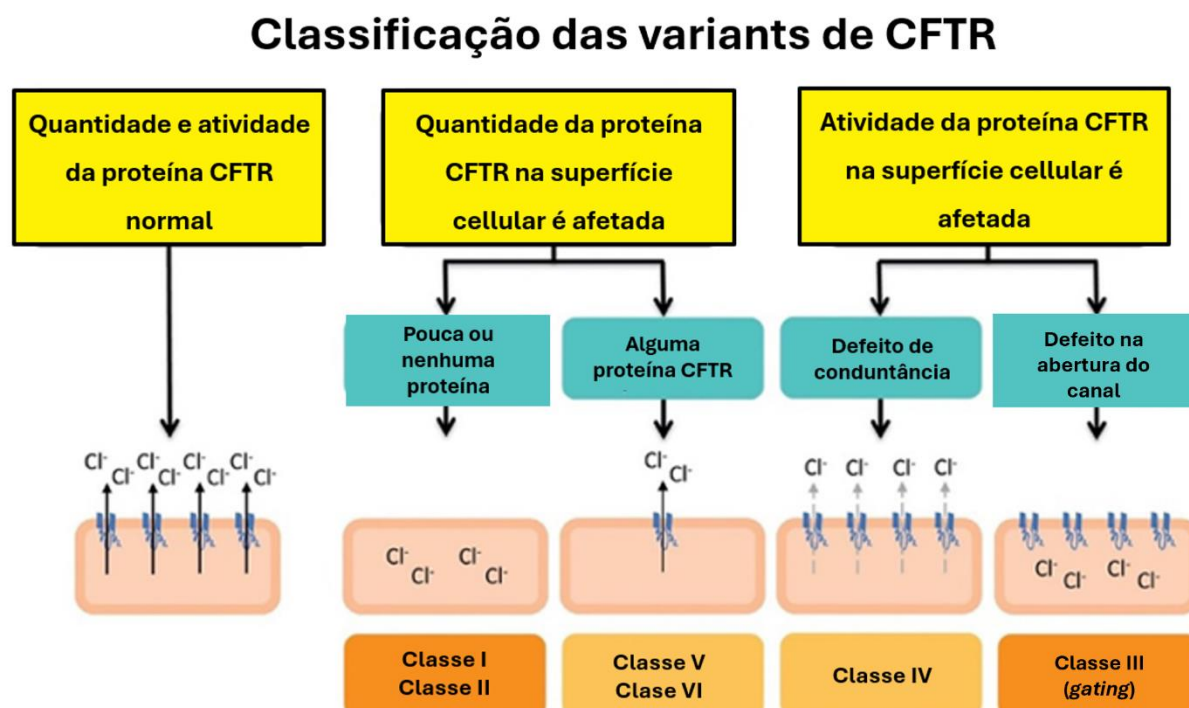 Classificação das variants de CFTR
Quantidade e atividade
da proteína CFTR
normal
Quantidade da proteína
CFTR na superfície
cellular é afetada
Atividade da proteína CFTR
na superfície cellular é
afetada
Pouca ou
nenhuma
proteína
Alguma
proteína CFTR
Defeito de
conduntância
Defeito na
abertura do
canal
Cl⁻ Cl⁻ Cl⁻ Cl⁻
Cl⁻ Cl⁻ Cl⁻ Cl⁻
Cl⁻ Cl⁻
Cl⁻ Cl⁻
Cl⁻
Cl⁻
Cl⁻ Cl⁻ Cl⁻ Cl⁻
Cl⁻ Cl⁻
Cl⁻ Cl⁻
Classe I
Classe II
Classe V
Clase VI
Classe IV
Classe III
(gating)